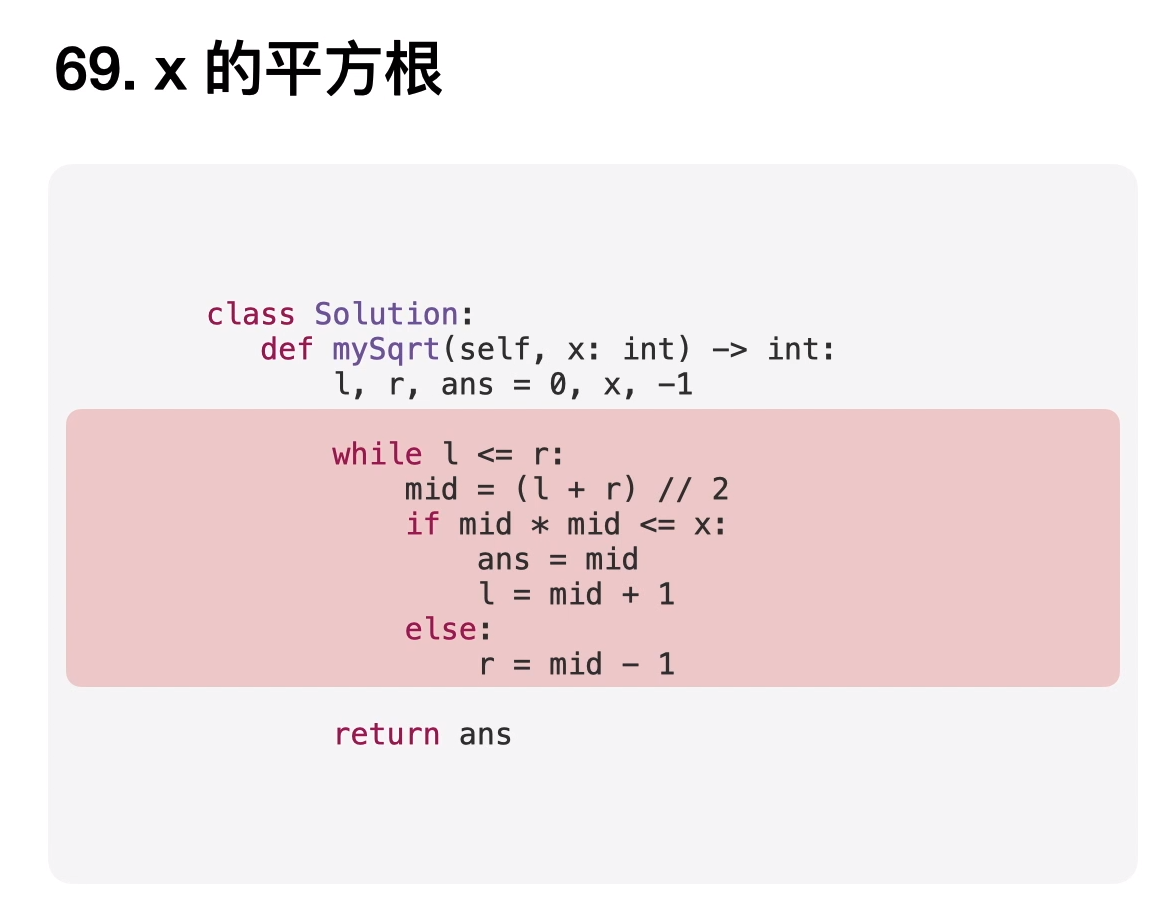 69. x 的平方根
class Solution:
   def mySqrt(self, x: int) -> int:
       l, r, ans = 0, x, -1
       while l <= r:
           mid = (l + r) // 2
           if mid * mid <= x:
               ans = mid
               l = mid + 1
           else:
               r = mid - 1
       return ans